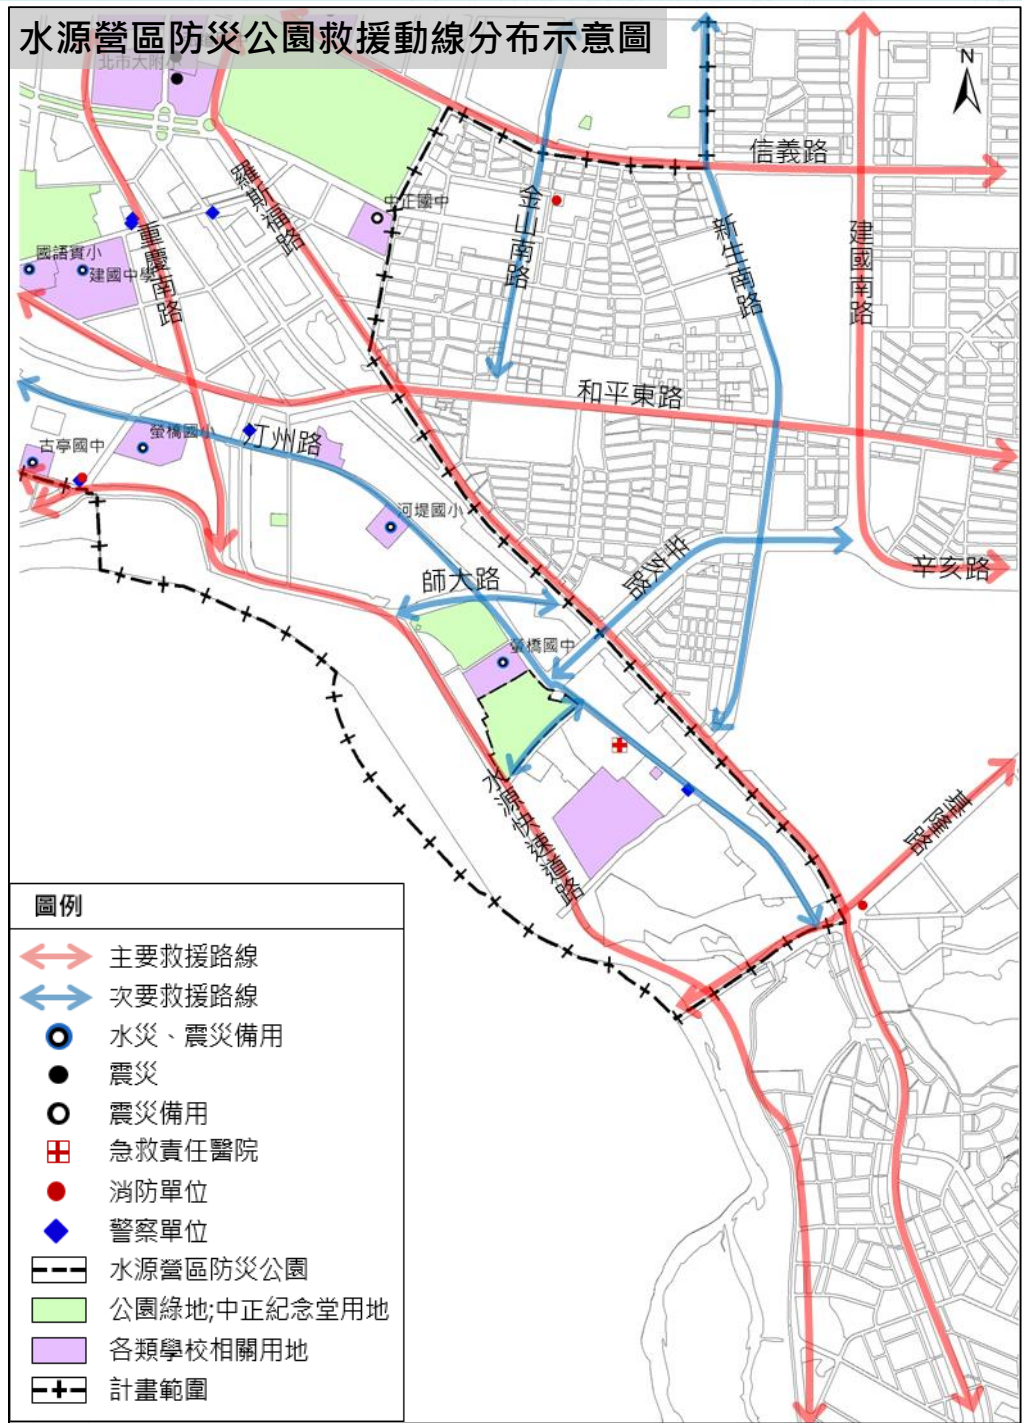 水源營區防災公園救援動線分布示意圖
北市大附小
N
信義路
羅斯福路
中正國中
金山南路
新生南路
建國南路
國語實小
建國中學
重慶南路
和平東路
汀州路
螢橋國小
古亭國中
河堤國小
師大路
辛亥路
辛亥路
螢橋國中
水源快速道路
基隆路
圖例
主要救援路線
次要救援路線
水災、震災備用
震災
震災備用
急救責任醫院
消防單位
警察單位
水源營區防災公園
公園綠地;中正紀念堂用地
各類學校相關用地
計畫範圍